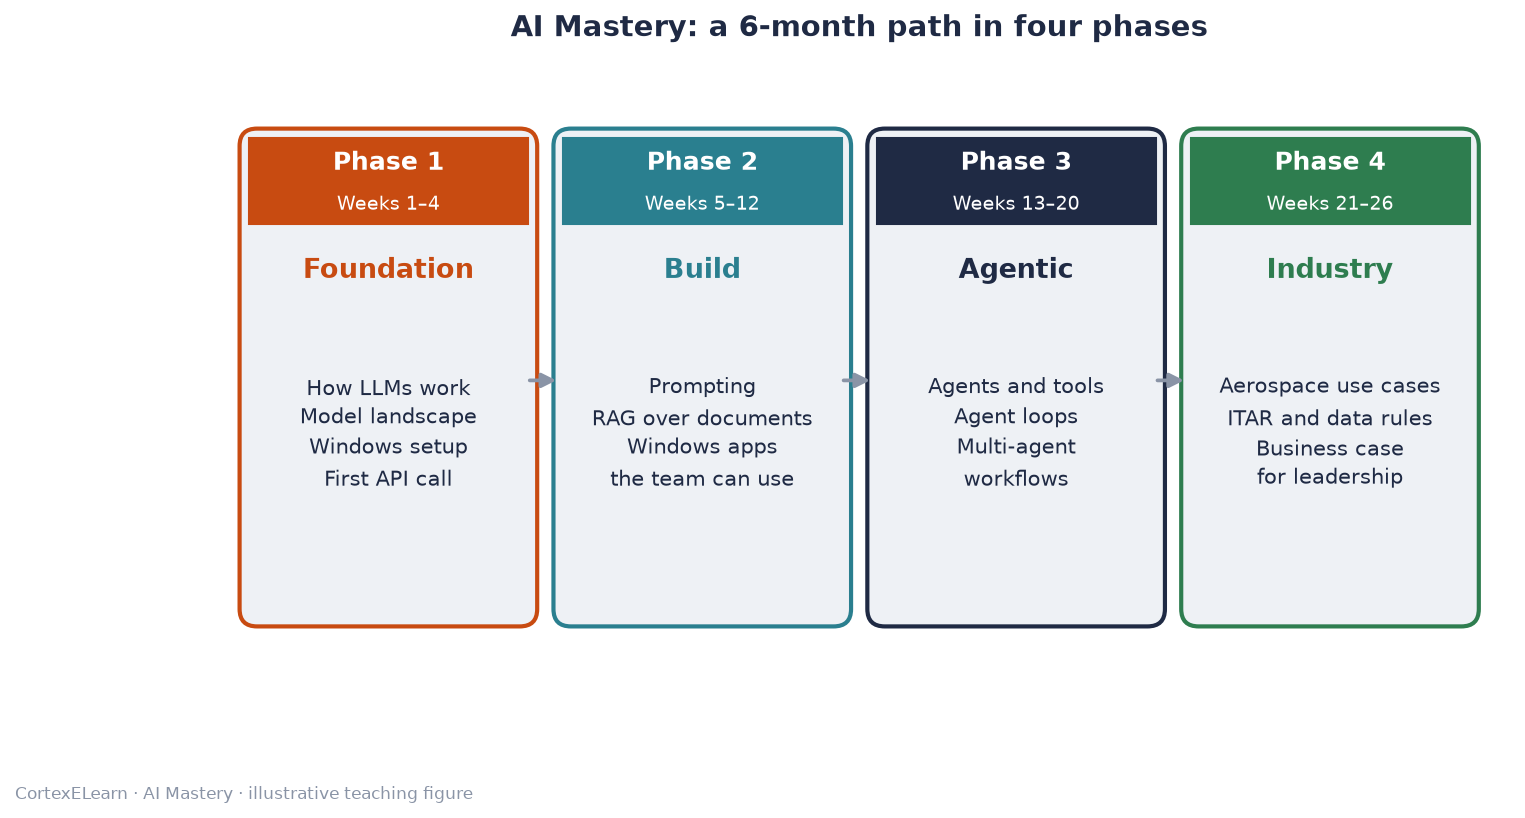 AI Mastery: a 6-month path in four phases
Phase 1
Weeks 1–4
Foundation
How LLMs work
Model landscape
Windows setup
First API call
Phase 2
Weeks 5–12
Build
Prompting
RAG over documents
Windows apps
the team can use
Phase 3
Weeks 13–20
Agentic
Agents and tools
Agent loops
Multi-agent
workflows
Phase 4
Weeks 21–26
Industry
Aerospace use cases
ITAR and data rules
Business case
for leadership
CortexELearn · AI Mastery · illustrative teaching figure